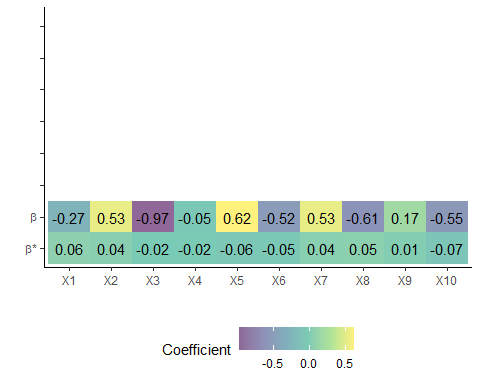 β -0.27 0.53 -0.97 -0.05 0.62 -0.52 0.53 -0.61 0.17 -0.55
β* 0.06 0.04 -0.02 -0.02 -0.06 -0.05 0.04 0.05 0.01 -0.07
X1 X2 X3 X4 X5 X6 X7 X8 X9 X10
Coefficient
-0.5 0.0 0.5